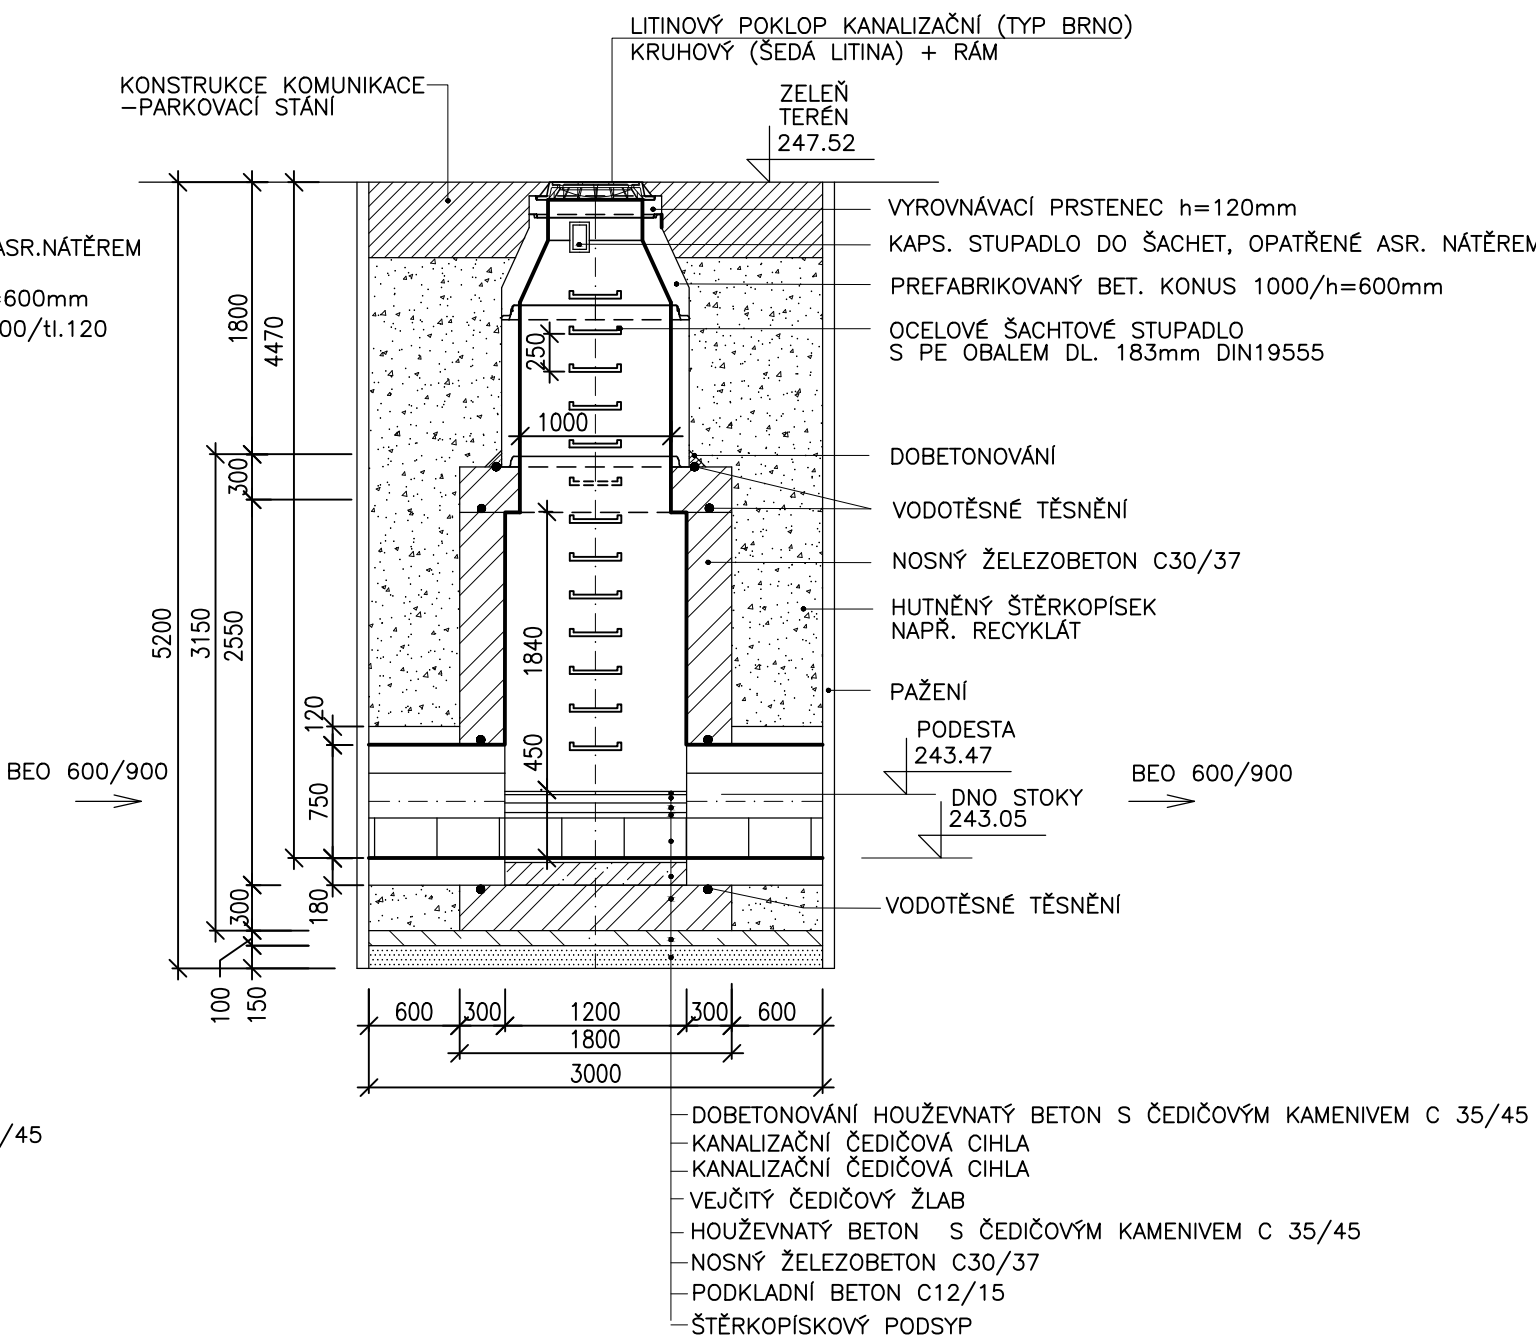 LITINOVÝ POKLOP KANALIZAČNÍ (TYP BRNO)
KRUHOVÝ (ŠEDÁ LITINA) + RÁM
KONSTRUKCE KOMUNIKACE
-PARKOVACÍ STÁNÍ
ZELEŇ
TERÉN
247.52
VYROVNÁVACÍ PRSTENEC h=120mm
ASR.NÁTĚREM
KAPS. STUPADLO DO ŠACHET, OPATŘENÉ ASR. NÁTĚREM
=600mm
PREFABRIKOVANÝ BET. KONUS 1000/h=600mm
00/tl.120
OCELOVÉ ŠACHTOVÉ STUPADLO
S PE OBALEM DL. 183mm DIN19555
1800
4470
250
1000
DOBETONOVÁNÍ
300
VODOTĚSNÉ TĚSNĚNÍ
NOSNÝ ŽELEZOBETON C30/37
HUTNĚNÝ ŠTĚRKOPÍSEK
NAPŘ. RECYKLÁT
5200
3150
2550
1840
PAŽENÍ
120
PODESTA
243.47
450
BEO 600/900
BEO 600/900
750
DNO STOKY
243.05
180
300
VODOTĚSNÉ TĚSNĚNÍ
100
150
600
300
1200
300
600
1800
3000
DOBETONOVÁNÍ HOUŽEVNATÝ BETON S ČEDIČOVÝM KAMENIVEM C 35/45
/45
KANALIZAČNÍ ČEDIČOVÁ CIHLA
KANALIZAČNÍ ČEDIČOVÁ CIHLA
VEJČITÝ ČEDIČOVÝ ŽLAB
HOUŽEVNATÝ BETON S ČEDIČOVÝM KAMENIVEM C 35/45
NOSNÝ ŽELEZOBETON C30/37
PODKLADNÍ BETON C12/15
ŠTĚRKOPÍSKOVÝ PODSYP